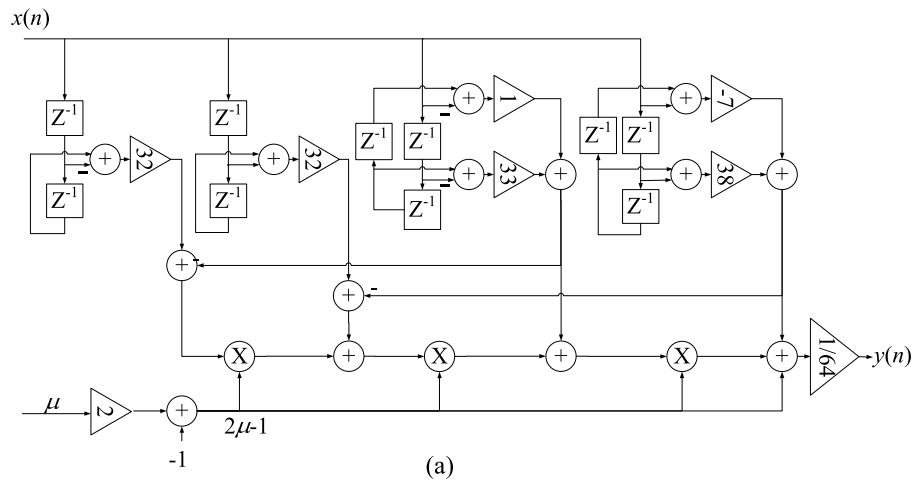 x(n)
Z-1 Z-1 + 1 + -7
Z-1 Z-1 Z-1 Z-1
+ 32 + 32 + 33 + + 38 +
Z-1 Z-1 Z-1 Z-1
+ -
+ -
X + X + X + 1/64 y(n)
μ 2 + 2μ-1
-1
(a)